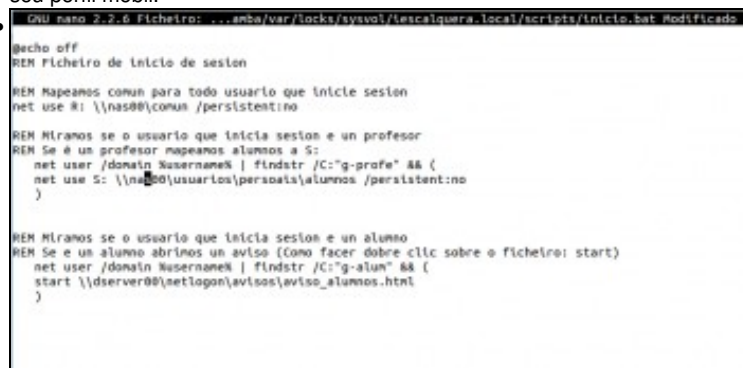 seu perfil móbil.
GNU nano 2.2.6 Ficheiro: ...amba/var/locks/sysvol/iescalquera.local/scripts/inicio.bat Modificado
@echo off
REM Ficheiro de inicio de sesion
REM Mapeamos comun para todo usuario que inicie sesion
net use R: \\nas00\comun /persistent:no
REM Miramos se o usuario que inicia sesion e un profesor
REM Se é un profesor mapeamos alumnos a S:
net user /domain %username% | findstr /C:"g-profe" && (
net use S: \\nas00\usuarios\persoais\alumnos /persistent:no
)
REM Miramos se o usuario que inicia sesion e un alumno
REM Se e un alumno abrimos un aviso (Como facer dobre clic sobre o ficheiro: start)
net user /domain %username% | findstr /C:"g-alum" && (
start \\dserver00\netlogon\avisos\aviso_alumnos.html
)